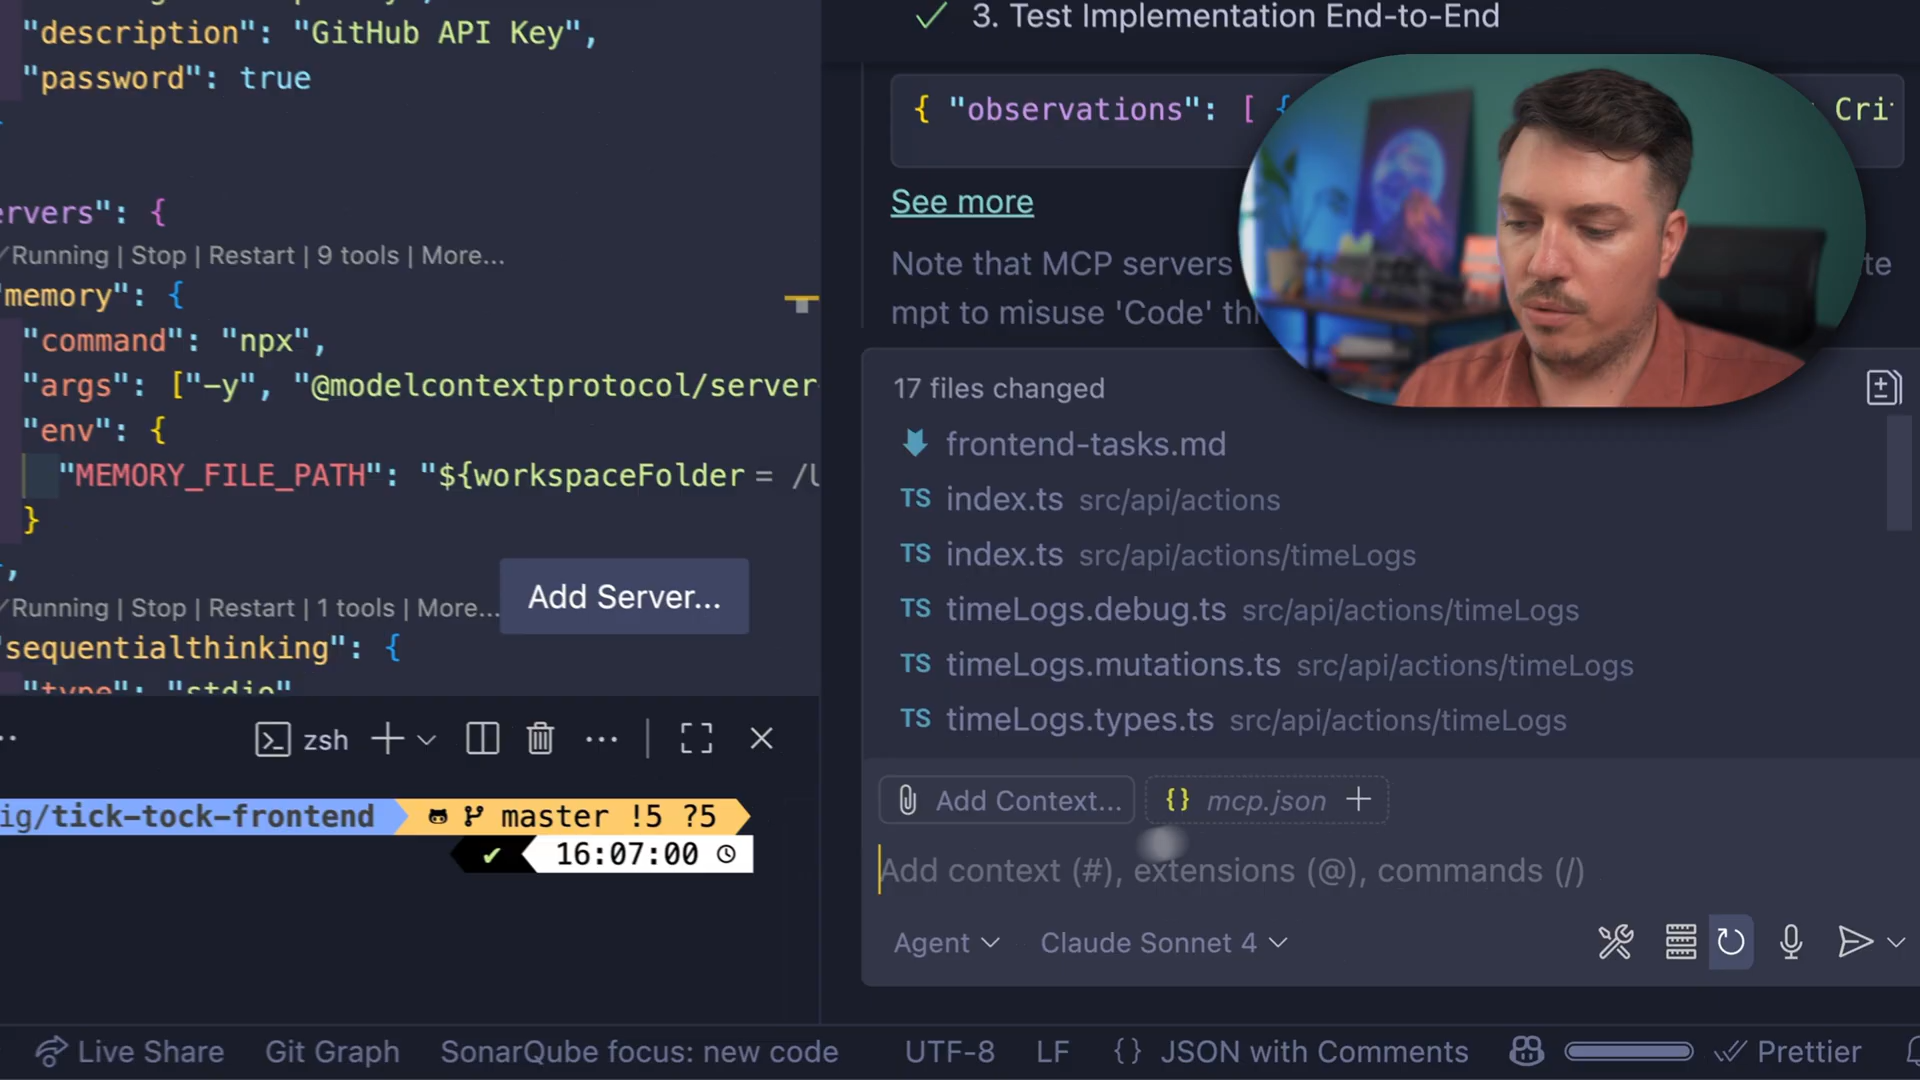 "description": "GitHub API Key",
"password": true
ervers": {
Running | Stop | Restart | 9 tools | More...
"memory": {
"command": "npx",
"args": ["-y", "@modelcontextprotocol/server
"env": {
"MEMORY_FILE_PATH": "${workspaceFolder = /
}
,
Running | Stop | Restart | 1 tools | More...
"sequentialthinking": {
"type": "stdio"
Add Server...
zsh
ig/tick-tock-frontend master !5 ?5
✔ 16:07:00
3. Test Implementation End-to-End
{ "observations": [ { Cri
See more
Note that MCP servers te
mpt to misuse 'Code'
17 files changed
frontend-tasks.md
TS index.ts src/api/actions
TS index.ts src/api/actions/timeLogs
TS timeLogs.debug.ts src/api/actions/timeLogs
TS timeLogs.mutations.ts src/api/actions/timeLogs
TS timeLogs.types.ts src/api/actions/timeLogs
Add Context... {} mcp.json +
Add context (#), extensions (@), commands (/)
Agent Claude Sonnet 4
Live Share Git Graph SonarQube focus: new code UTF-8 LF {} JSON with Comments Prettier